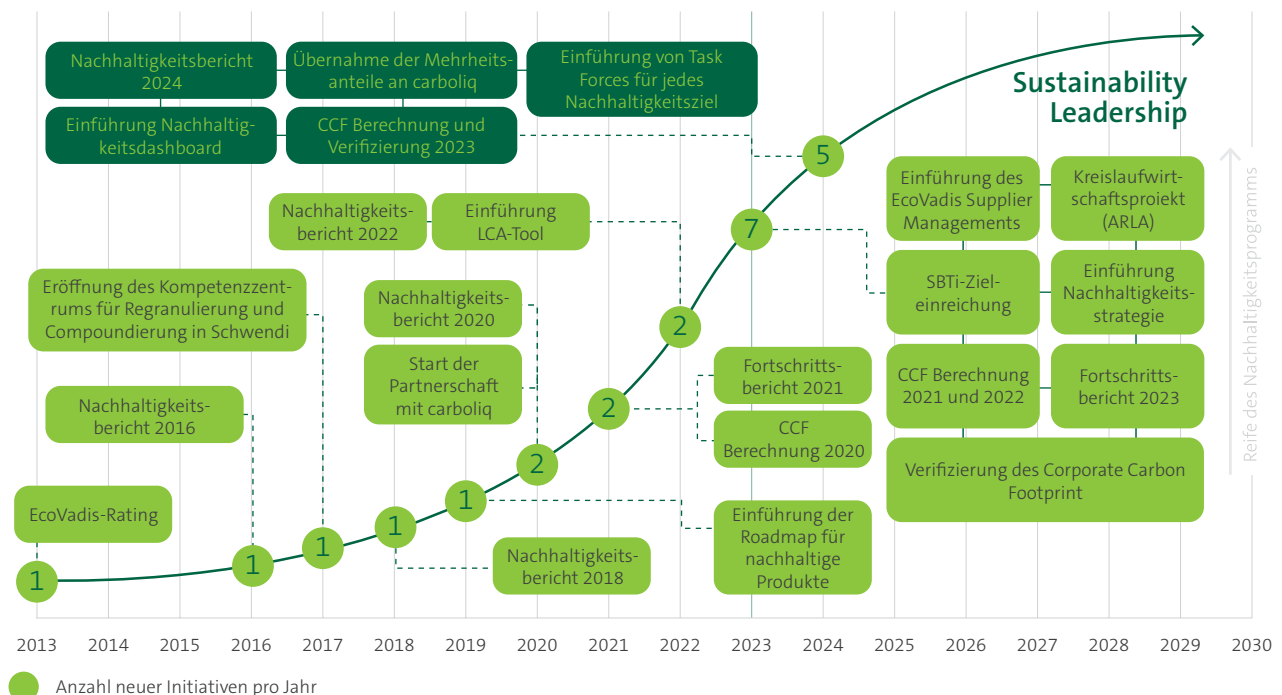 Nachhaltigkeitsbericht
2024
Übernahme der Mehrheits-
anteile an carboliq
Einführung von Task
Forces für jedes
Nachhaltigkeitsziel
Einführung Nachhaltig-
keitsdashboard
CCF Berechnung und
Verifizierung 2023
Sustainability
Leadership
5
Nachhaltigkeits-
bericht 2022
Einführung
LCA-Tool
7
Einführung des
EcoVadis Supplier
Managements
Kreislaufwirt-
schaftsproiekt
(ARLA)
Eröffnung des Kompetenzzent-
rums für Regranulierung und
Compoundierung in Schwendi
Nachhaltigkeits-
bericht 2020
2
SBTi-Ziel-
einreichung
Einführung
Nachhaltigkeits-
strategie
Start der
Partnerschaft
mit carboliq
Nachhaltigkeits-
bericht 2016
2
Fortschritts-
bericht 2021
CCF
Berechnung 2020
CCF Berechnung
2021 und 2022
Fortschritts-
bericht 2023
Verifizierung des Corporate Carbon
Footprint
Reife des Nachhaltigkeitsprogramms
EcoVadis-Rating
1
1
1
1
1
2
Nachhaltigkeits-
bericht 2018
Einführung der
Roadmap für
nachhaltige
Produkte
2013 2014 2015 2016 2017 2018 2019 2020 2021 2022 2023 2024 2025 2026 2027 2028 2029 2030
Anzahl neuer Initiativen pro Jahr